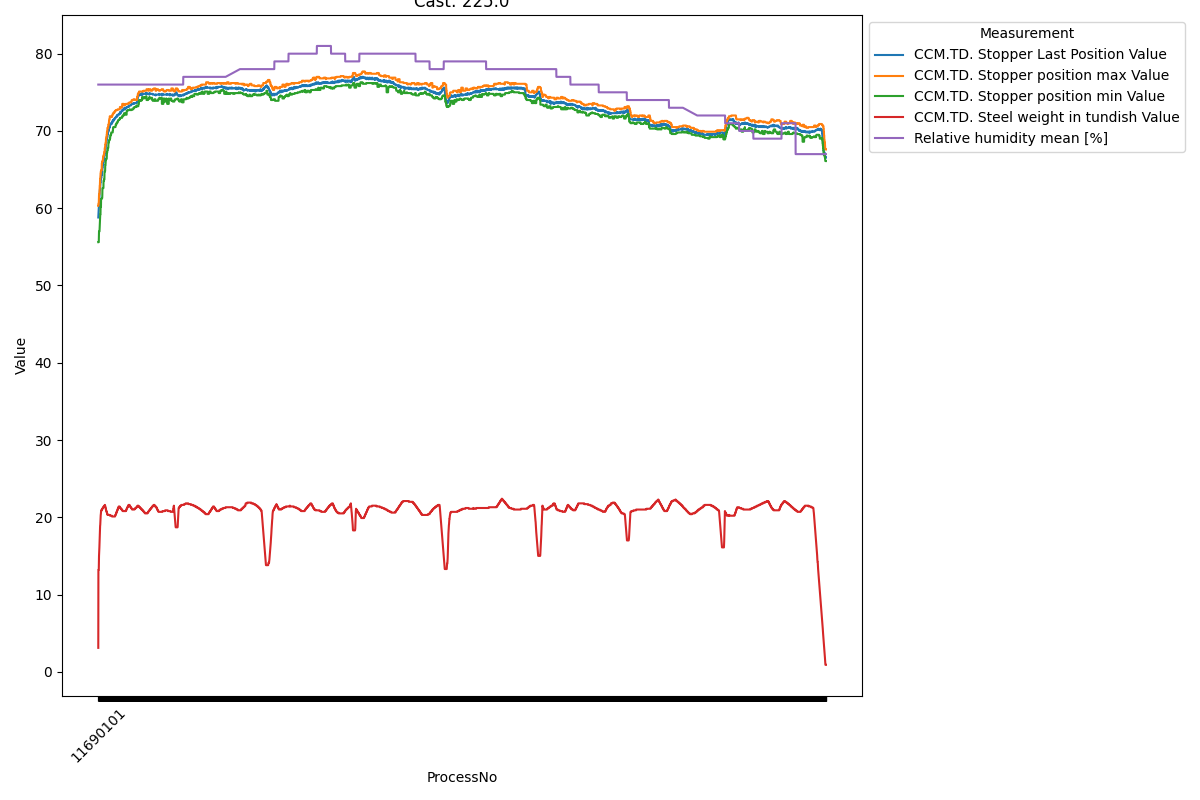 Cast: 225.0
Measurement
CCM.TD. Stopper Last Position Value
CCM.TD. Stopper position max Value
CCM.TD. Stopper position min Value
CCM.TD. Steel weight in tundish Value
Relative humidity mean [%]
Value
80
70
60
50
40
30
20
10
0
11690101
ProcessNo